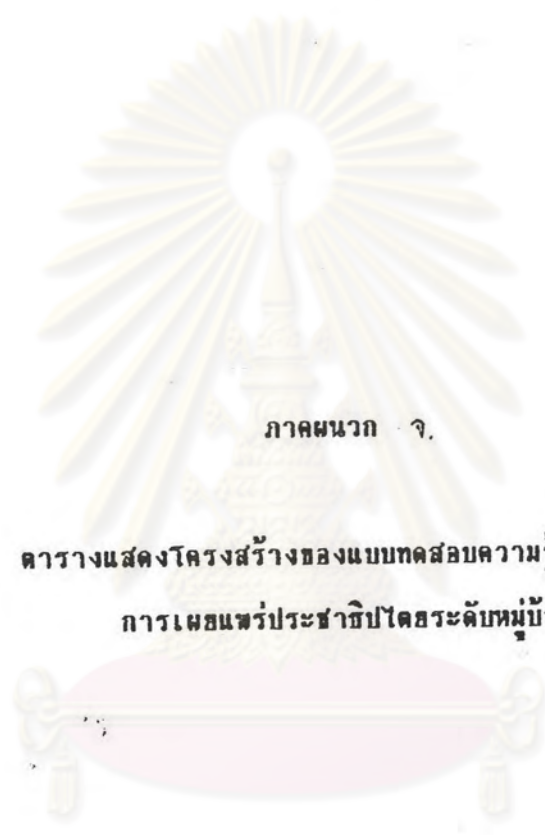 ภาคผนวก จ.
ตารางแสดงโครงสร้างของแบบทดสอบความ
การเผยแพร่ประชาธิปไตยระดับหมู่บ้